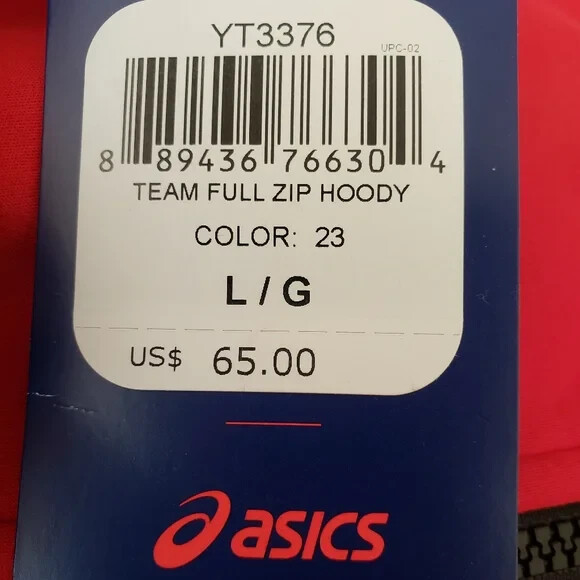 YT3376
UPC-02
8 89436 76630 4
TEAM FULL ZIP HOODY
COLOR: 23
L / G
US$ 65.00
asics